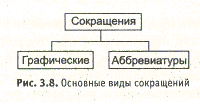 Сокращения
Графические Аббревиатуры
Рис. 3.8. Основные виды сокращений